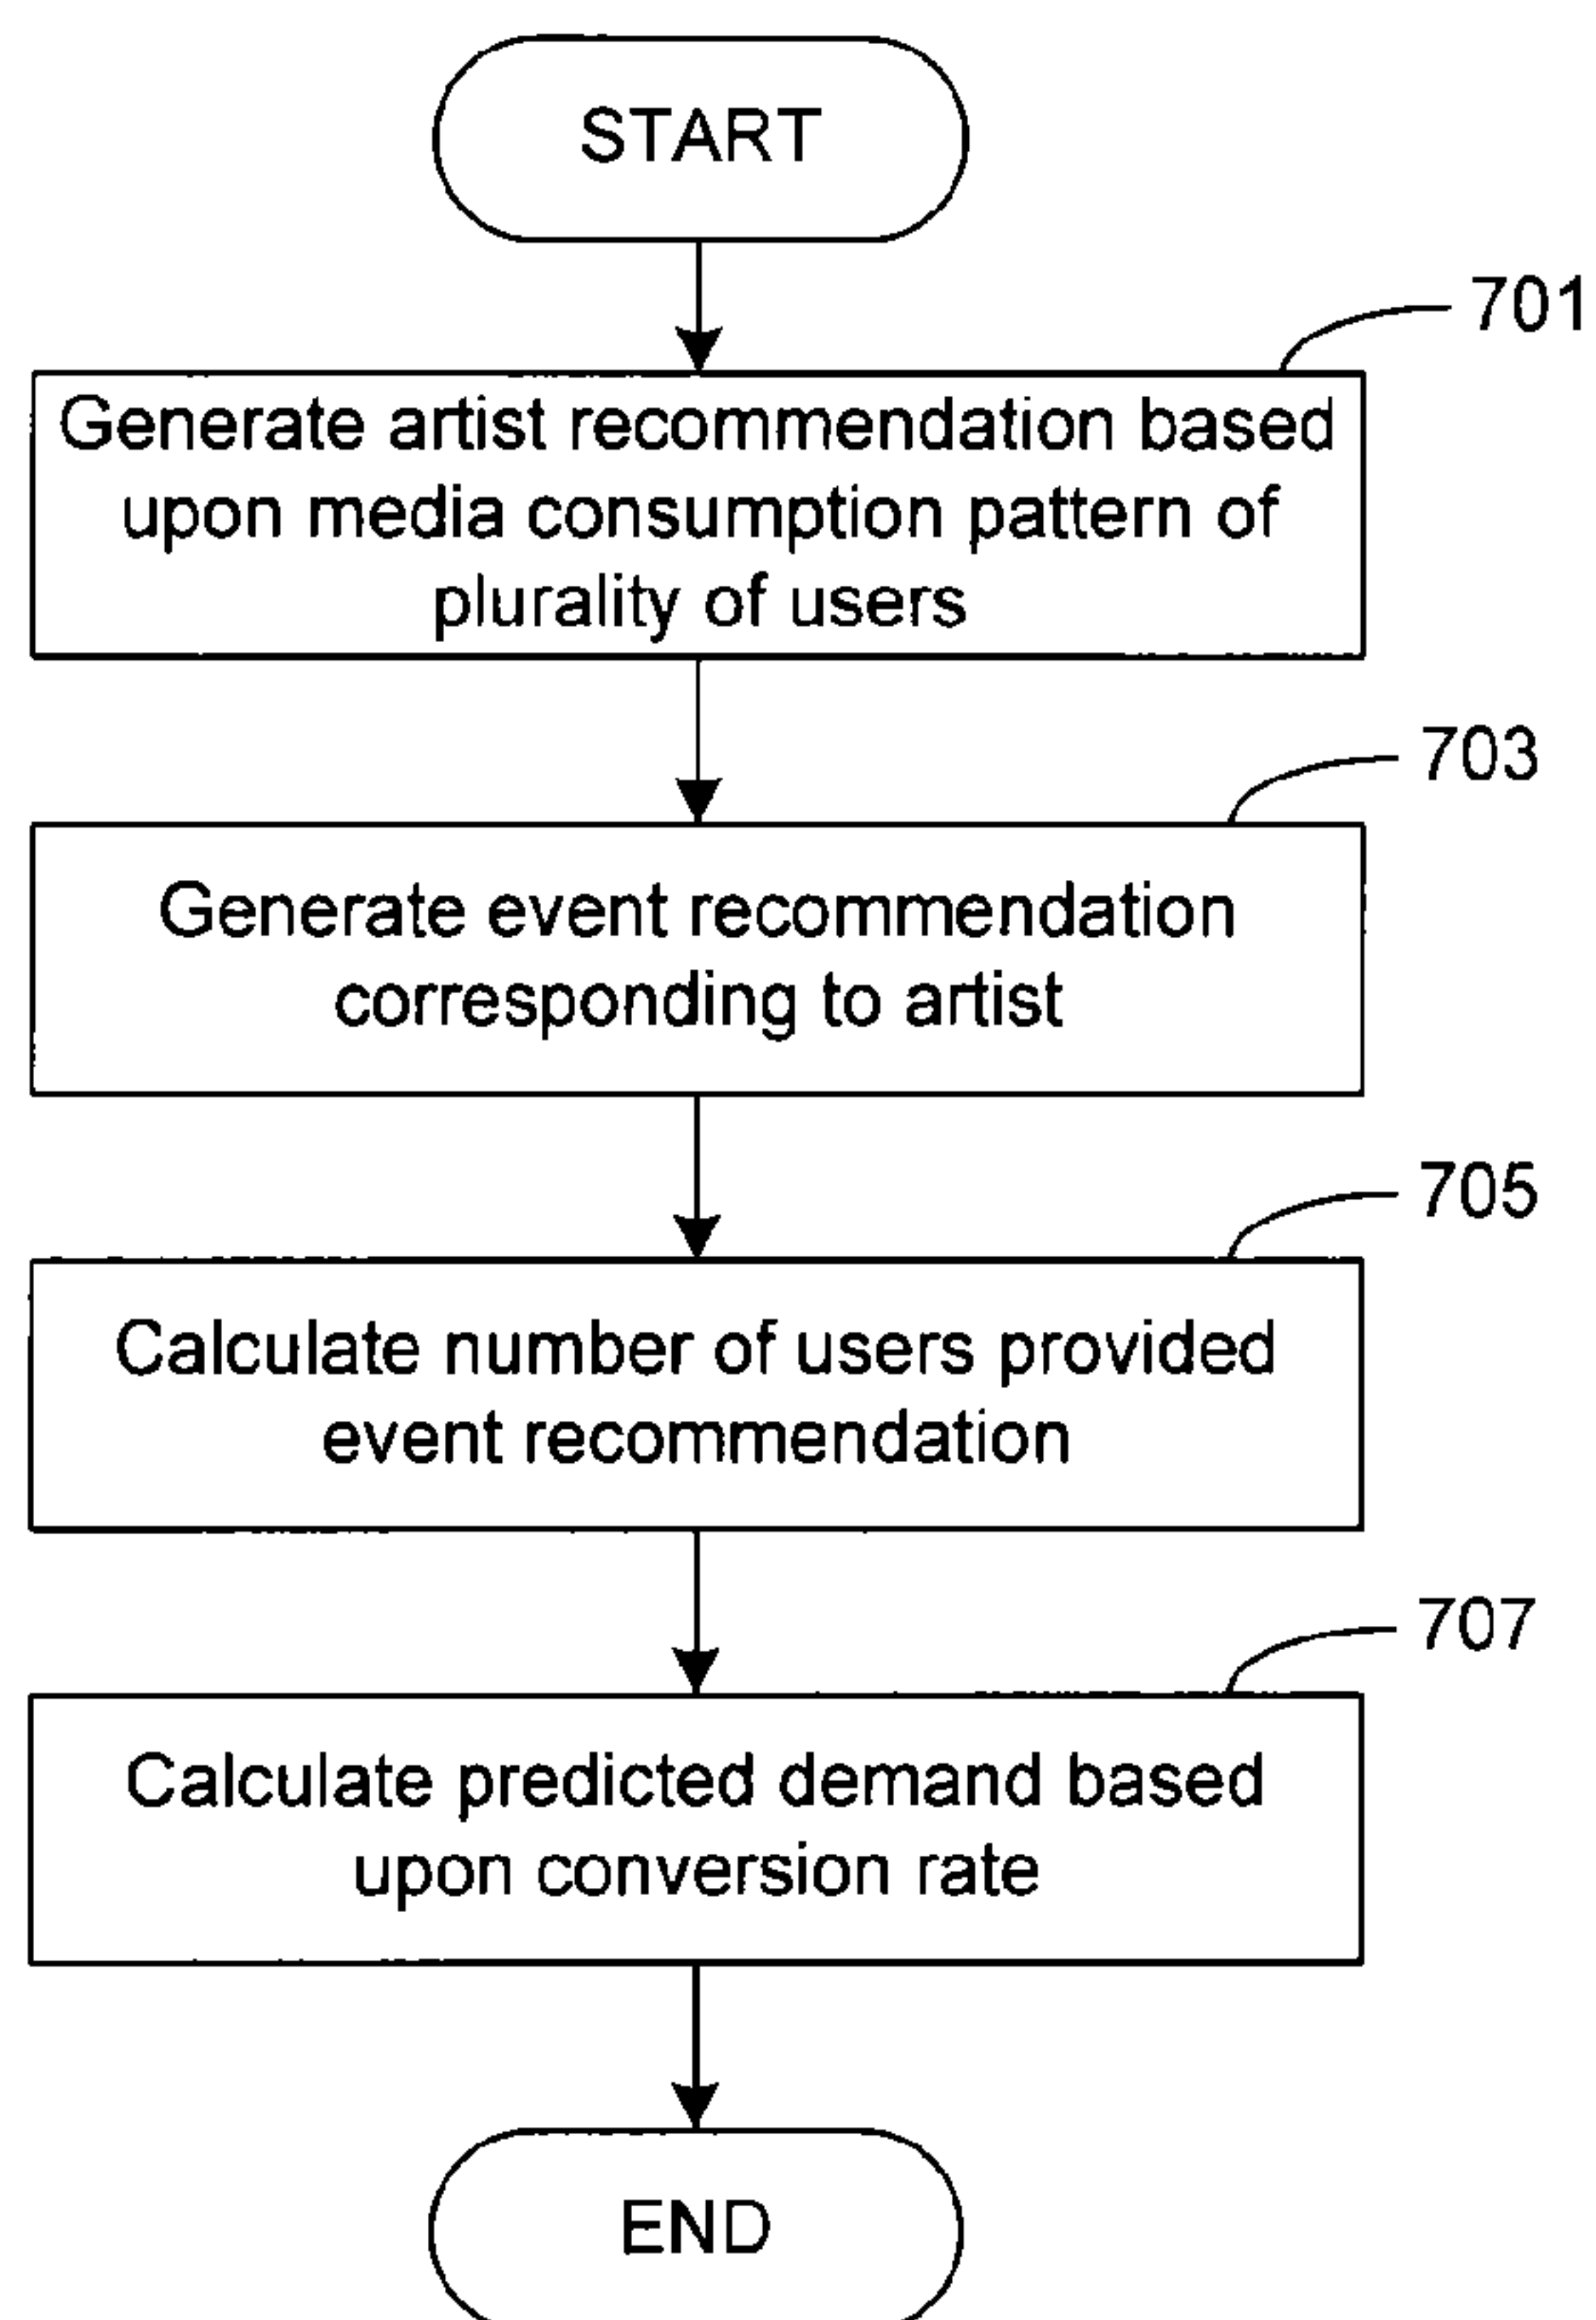 START
701
Generate artist recommendation based
upon media consumption pattern of
plurality of users
703
Generate event recommendation
corresponding to artist
705
Calculate number of users provided
event recommendation
707
Calculate predicted demand based
upon conversion rate
END